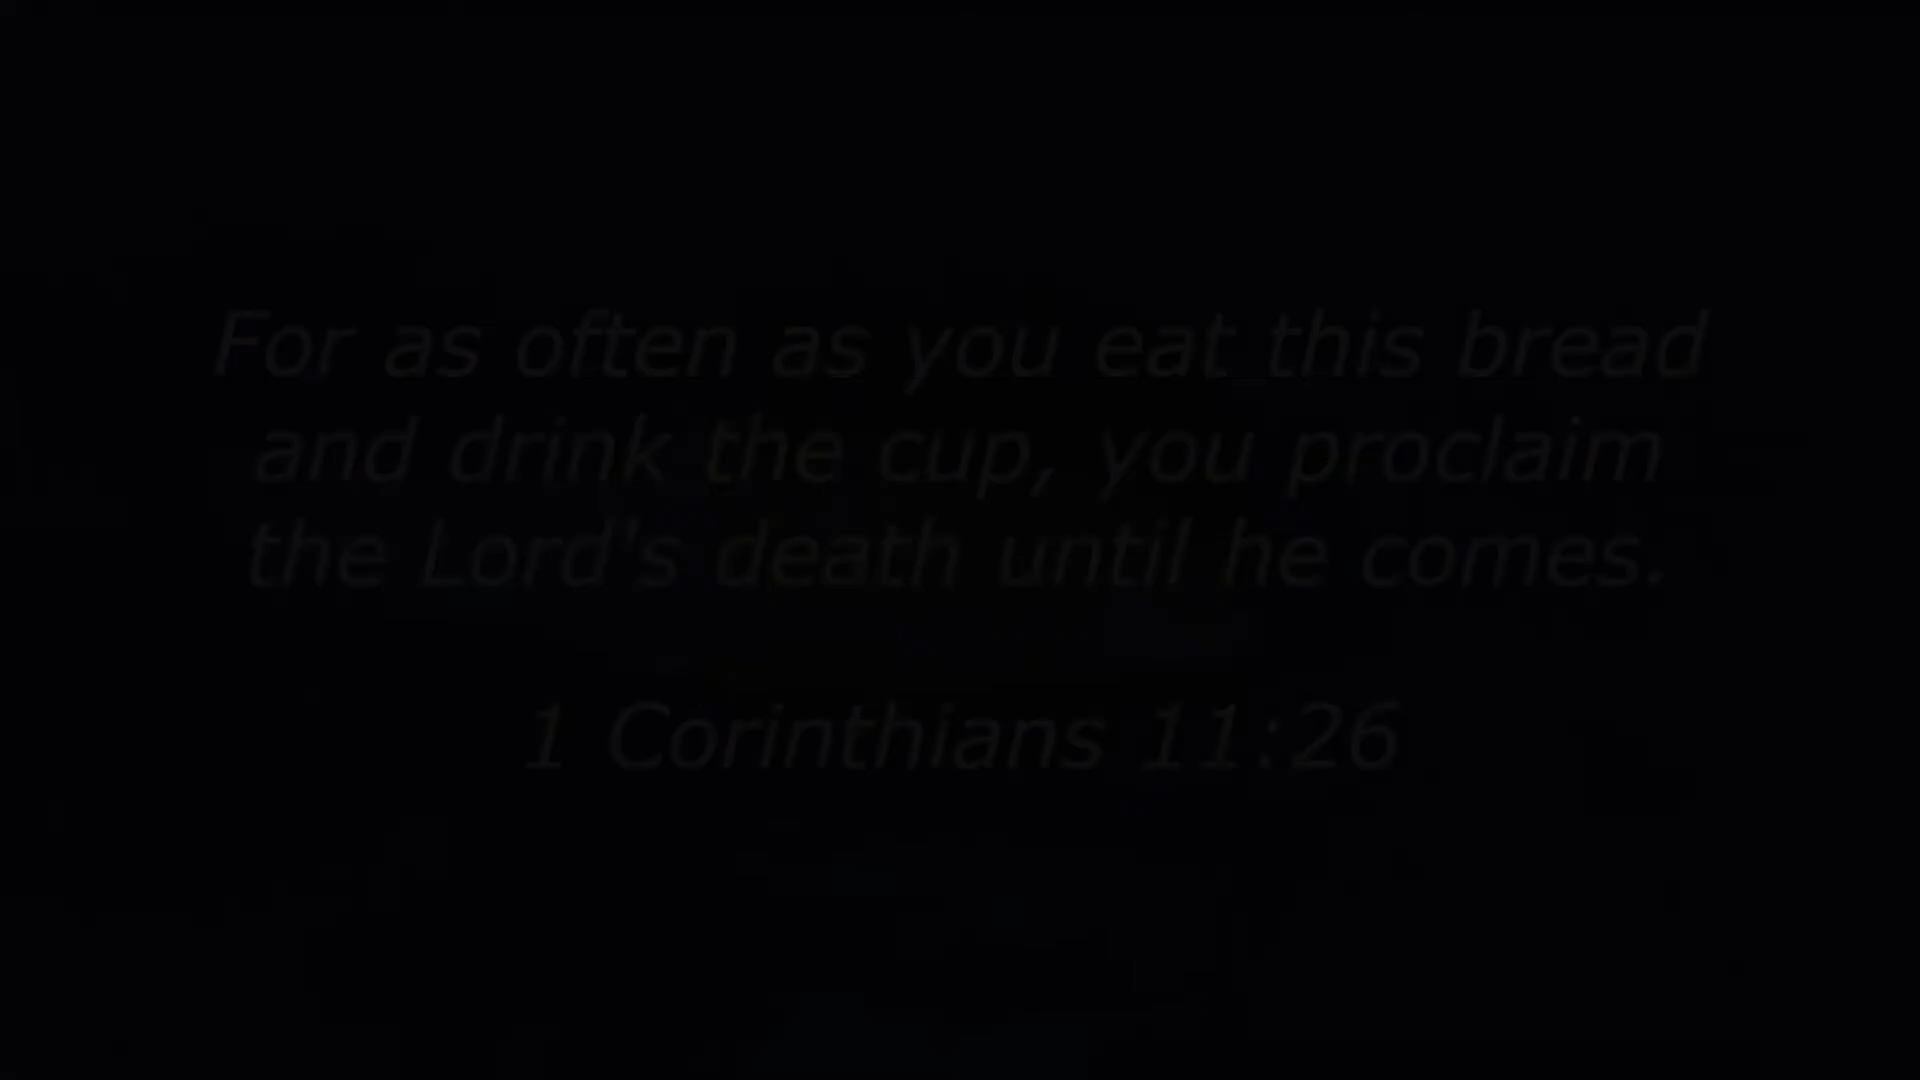 For as often as you eat this bread
and drink the cup, you proclaim
the Lord's death until he comes.
1 Corinthians 11:26